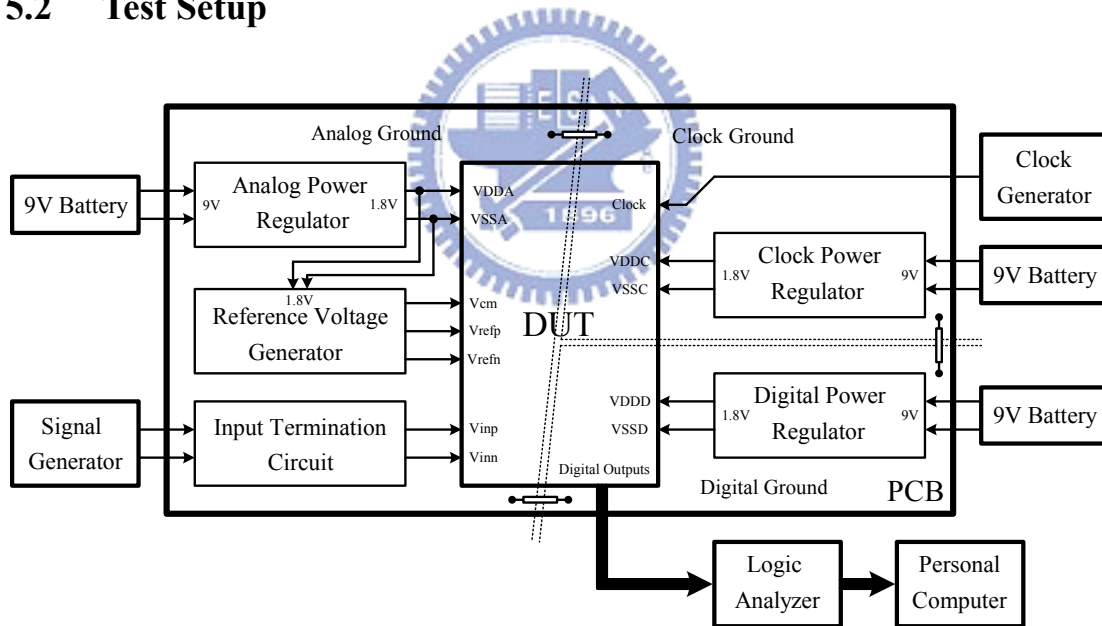 5.2 Test Setup
Analog Ground
Clock Ground
Clock
Generator
9V Battery
9V
Analog Power
Regulator
1.8V
VDDA
VSSA
Clock
1896
VDDC
VSSC
1.8V
Clock Power
Regulator
9V
9V Battery
1.8V
Reference Voltage
Generator
Vcm
Vrefp
Vrefn
DUT
Signal
Generator
Input Termination
Circuit
Vinp
Vinn
VDDD
VSSD
1.8V
Digital Power
Regulator
9V
9V Battery
Digital Outputs
Digital Ground
PCB
Logic
Analyzer
Personal
Computer